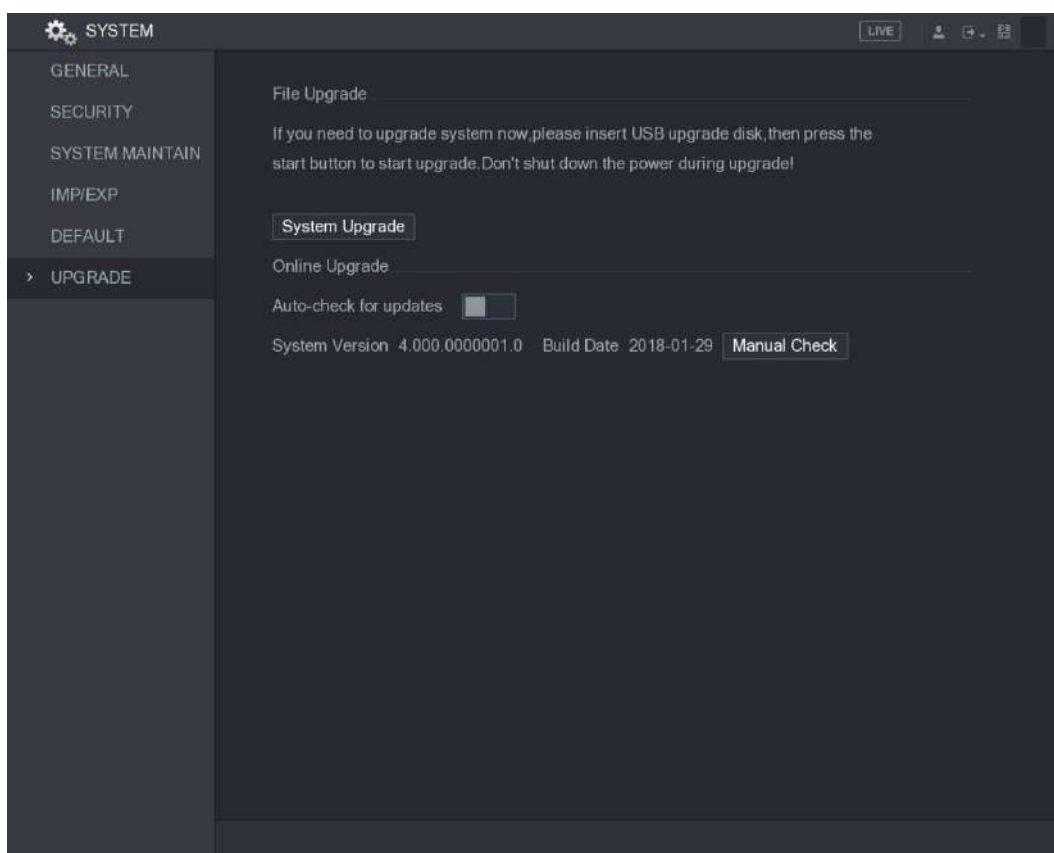 SYSTEM
LIVE
GENERAL
SECURITY
SYSTEM MAINTAIN
IMP/EXP
DEFAULT
> UPGRADE
File Upgrade
If you need to upgrade system now,please insert USB upgrade disk,then press the
start button to start upgrade.Don't shut down the power during upgrade!
System Upgrade
Online Upgrade
Auto-check for updates
System Version 4.000.0000001.0 Build Date 2018-01-29 Manual Check